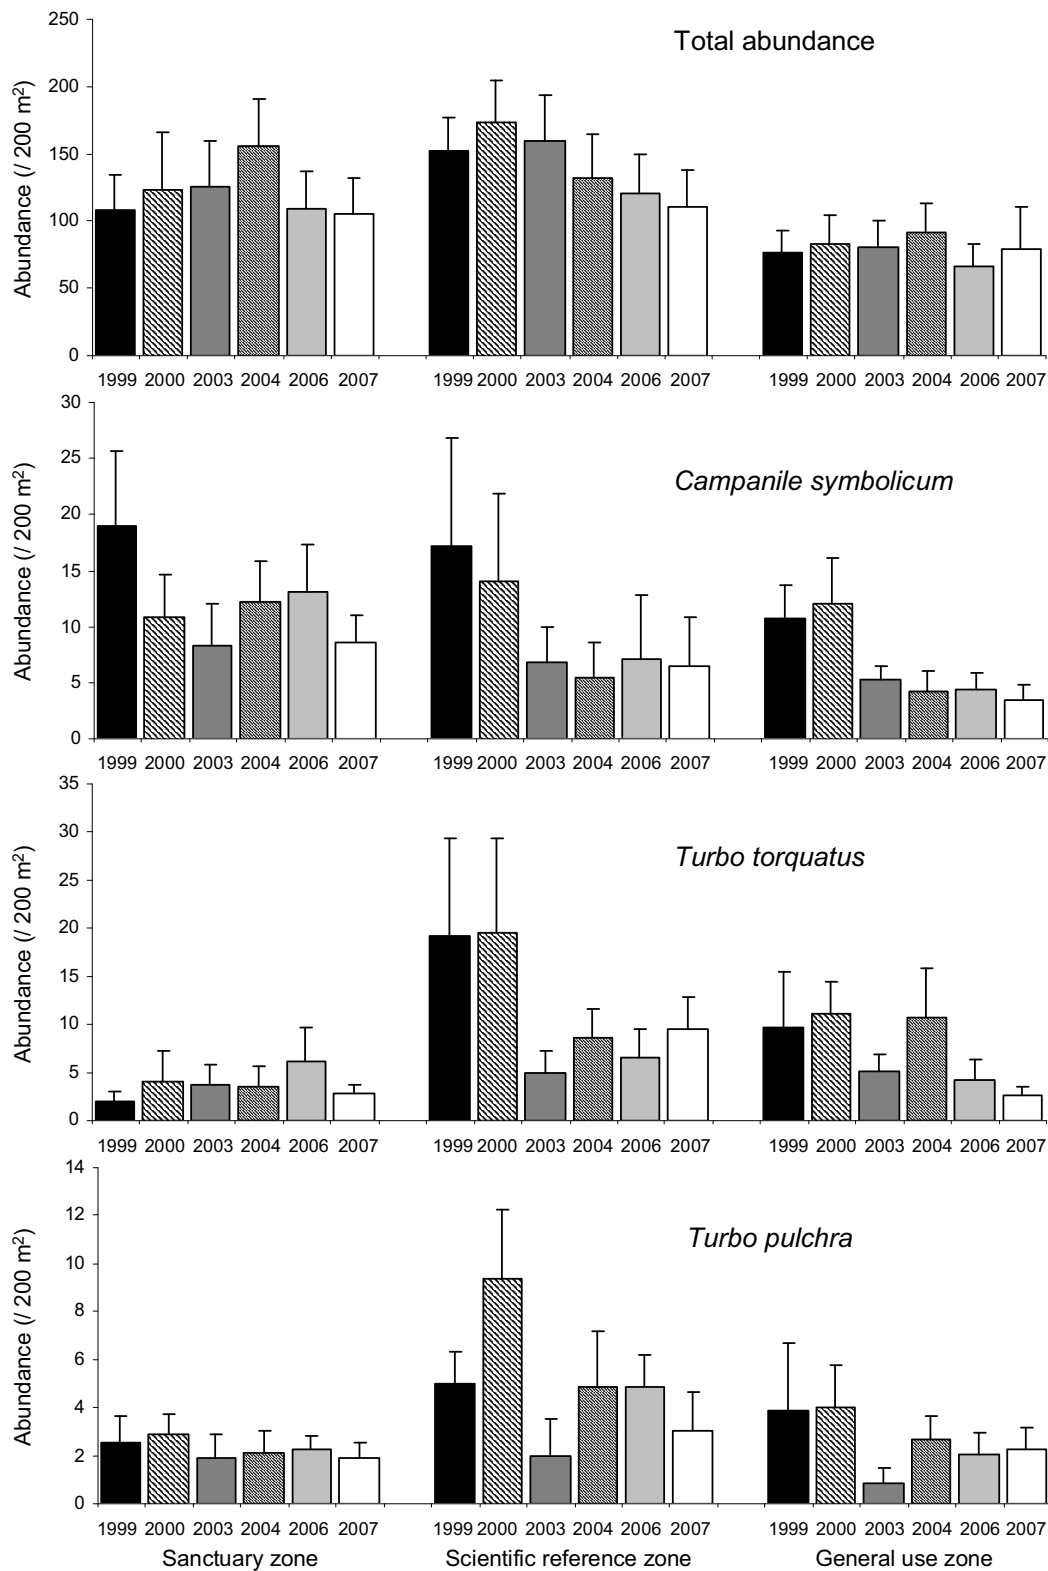 Total abundance
Abundance (/ 200 m²)
250
200
150
100
50
0
1999 2000 2003 2004 2006 2007 1999 2000 2003 2004 2006 2007 1999 2000 2003 2004 2006 2007
Campanile symbolicum
Abundance (/ 200 m²)
30
25
20
15
10
5
0
1999 2000 2003 2004 2006 2007 1999 2000 2003 2004 2006 2007 1999 2000 2003 2004 2006 2007
Turbo torquatus
Abundance (/ 200 m²)
35
30
25
20
15
10
5
0
1999 2000 2003 2004 2006 2007 1999 2000 2003 2004 2006 2007 1999 2000 2003 2004 2006 2007
Turbo pulchra
Abundance (/ 200 m²)
14
12
10
8
6
4
2
0
1999 2000 2003 2004 2006 2007 1999 2000 2003 2004 2006 2007 1999 2000 2003 2004 2006 2007
Sanctuary zone Scientific reference zone General use zone